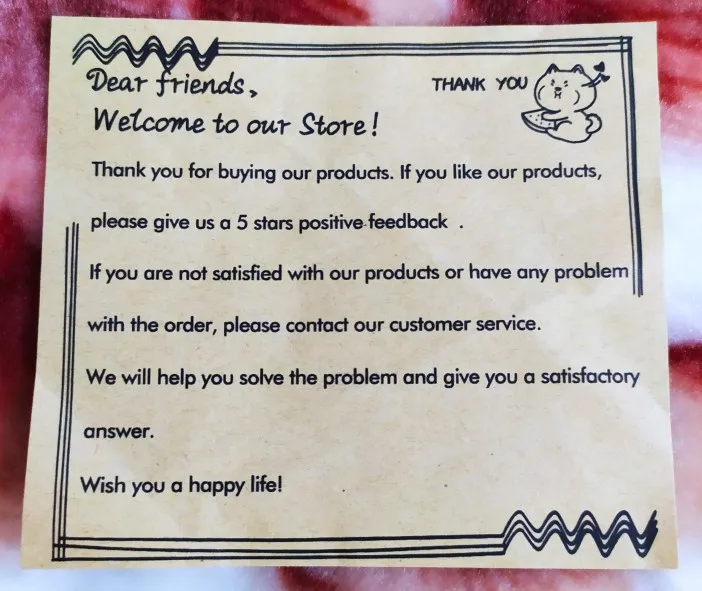 Dear friends,
THANK YOU
Welcome to our Store!
Thank you for buying our products. If you like our products,
please give us a 5 stars positive feedback .
If you are not satisfied with our products or have any problem
with the order, please contact our customer service.
We will help you solve the problem and give you a satisfactory
answer.
Wish you a happy life!